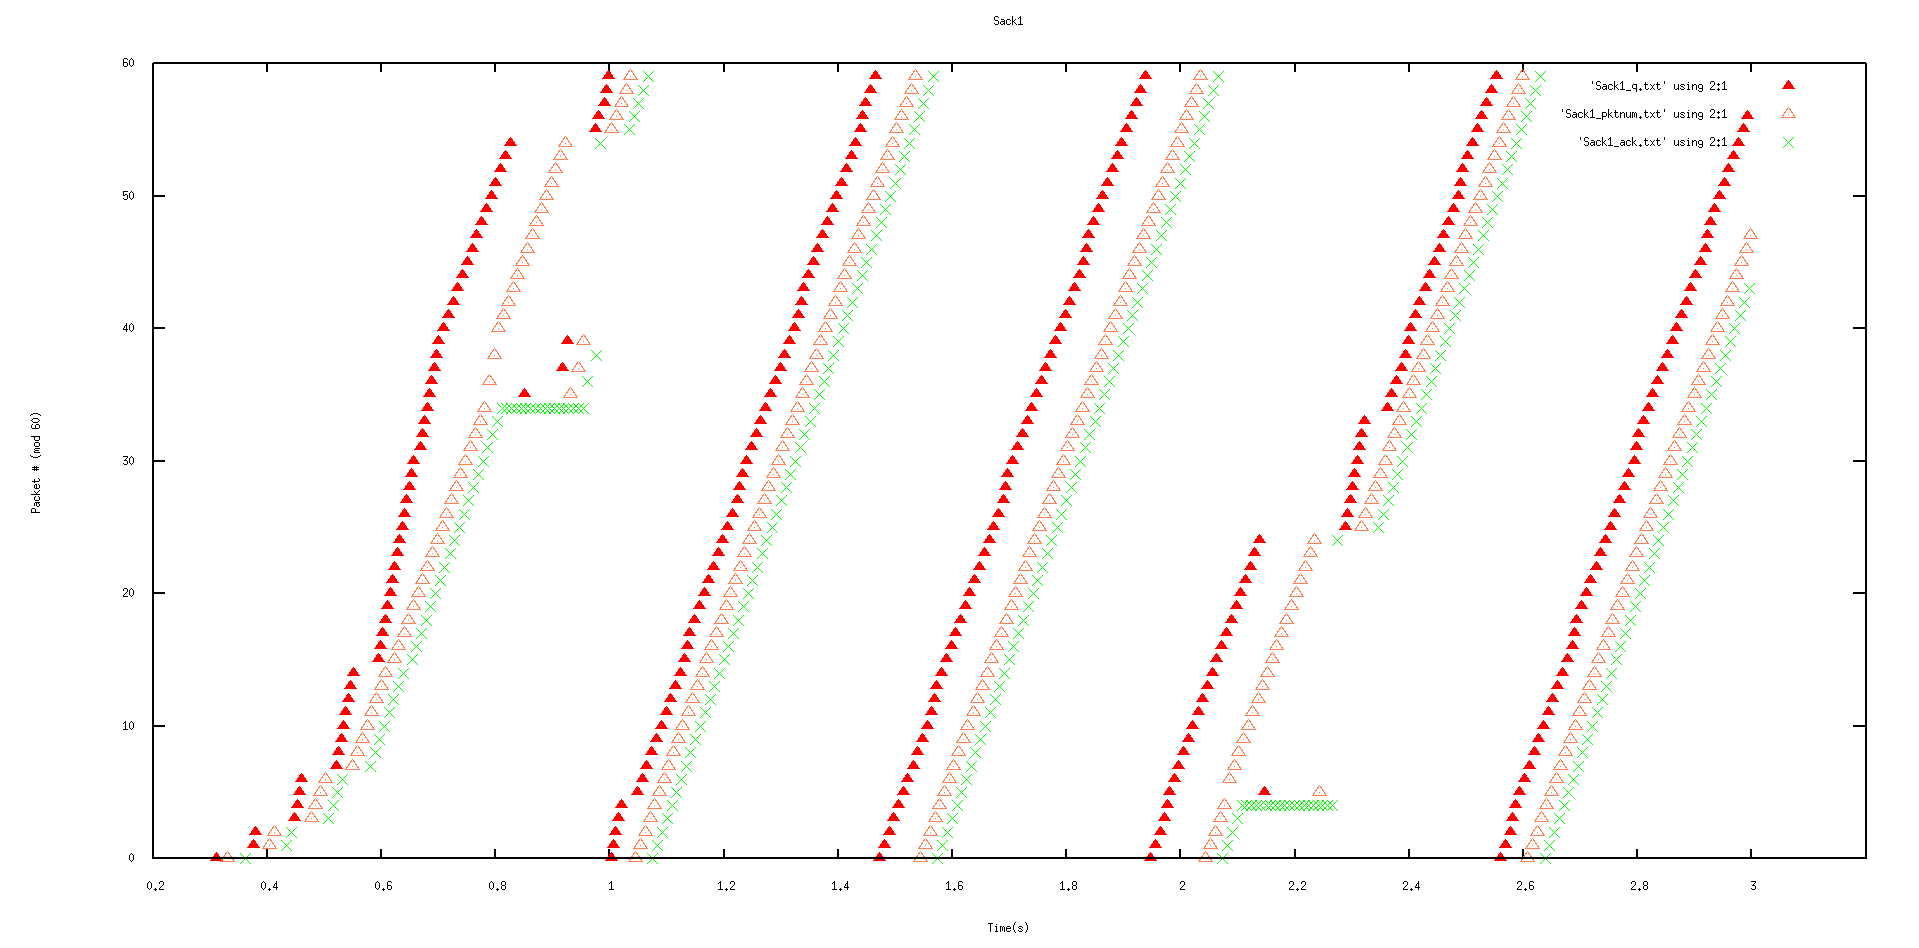 Sack1
60
50
40
30
20
10
0
Packet # (mod 60)
'Sack1_q.txt' using 2:1
'Sack1_pktnum.txt' using 2:1
'Sack1_ack.txt' using 2:1
0.2 0.4 0.6 0.8 1 1.2 1.4 1.6 1.8 2 2.2 2.4 2.6 2.8 3
Time(s)